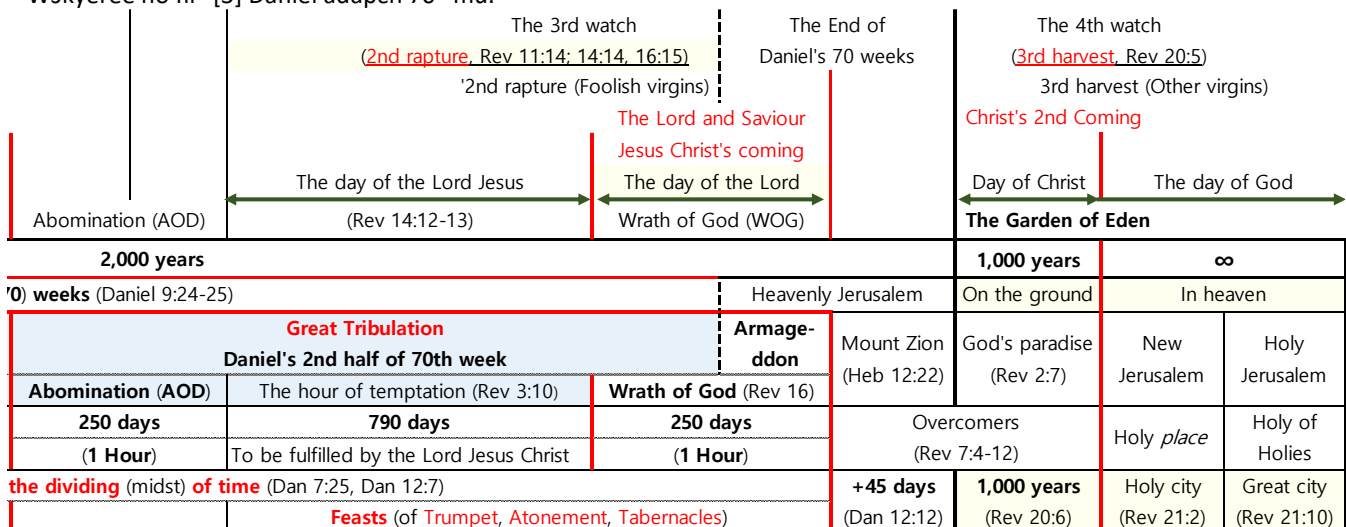 [3] Daniel adapen 70
The 3rd watch
The End of
The 4th watch
(2nd rapture, Rev 11:14; 14:14, 16:15)
Daniel's 70 weeks
(3rd harvest, Rev 20:5)
'2nd rapture (Foolish virgins)
3rd harvest (Other virgins)
The Lord and Saviour
Christ's 2nd Coming
Jesus Christ's coming
The day of the Lord Jesus
The day of the Lord
Day of Christ
The day of God
Abomination (AOD)
(Rev 14:12-13)
Wrath of God (WOG)
The Garden of Eden
2,000 years
1,000 years
∞
70) weeks (Daniel 9:24-25)
Heavenly Jerusalem
On the ground
In heaven
Great Tribulation
Armage-
Daniel's 2nd half of 70th week
ddon
Mount Zion
God's paradise
New
Holy
(Heb 12:22)
(Rev 2:7)
Jerusalem
Jerusalem
Abomination (AOD)
The hour of temptation (Rev 3:10)
Wrath of God (Rev 16)
250 days
790 days
250 days
Overcomers
Holy place
Holy of
(1 Hour)
To be fulfilled by the Lord Jesus Christ
(1 Hour)
(Rev 7:4-12)
Holies
the dividing (midst) of time (Dan 7:25, Dan 12:7)
+45 days
1,000 years
Holy city
Great city
Feasts (of Trumpet, Atonement, Tabernacles)
(Dan 12:12)
(Rev 20:6)
(Rev 21:2)
(Rev 21:10)